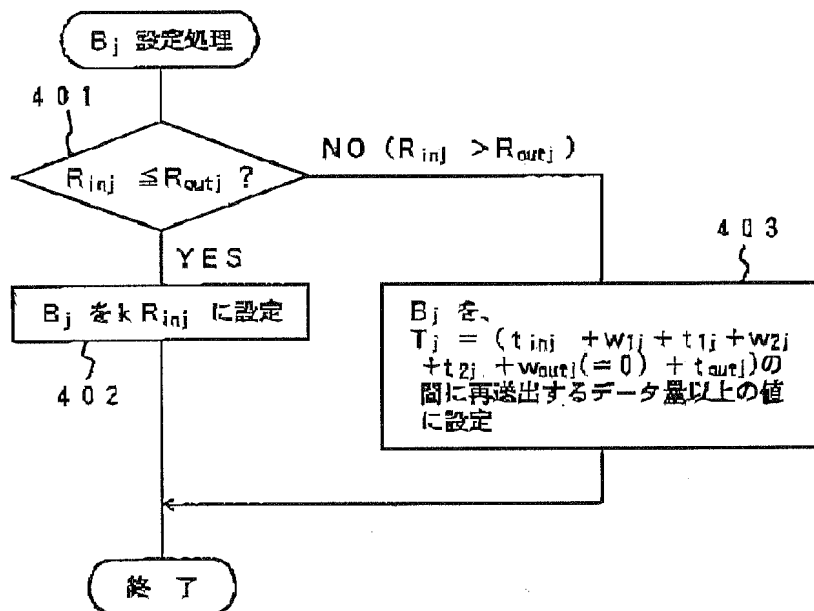 Bj 設定処理
401
Rinj ≦Routj ?
NO (Rinj >Routj)
YES
403
Bj をk Rinj に設定
402
Bj を、
Tj = (tinj +w1j+t1j+w2j
+t2j +woutj(=0) +toutj)の
間に再送出するデータ量以上の値
に設定
終了